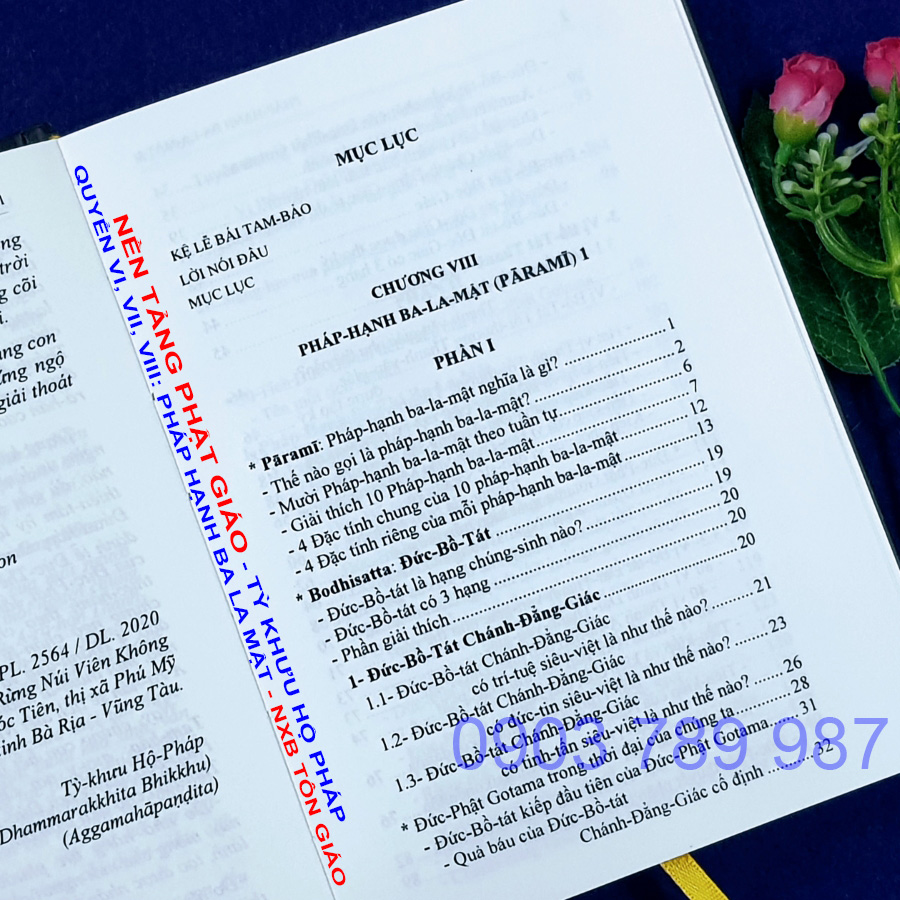 ng
trời
g cõi
ng con
ứng ngộ
giải thoát
on
PL. 2564 / DL. 2020
Rừng Núi Viên Không
óc Tiên, thị xã Phú Mỹ
tỉnh Bà Rịa - Vũng Tàu.
Tỳ-khưu Hộ-Pháp
Dhammarakkhita Bhikkhu)
(Aggamahāpaṇḍita)
NỀN TẢNG PHẬT GIÁO - TỲ KHƯU HỘ PHÁP
QUYỂN VI, VII, VIII: PHÁP HẠNH BA LA MẬT - NXB TÔN GIÁO
MỤC LỤC
KỆ LỄ BÁI TAM-BẢO
LỜI NÓI ĐẦU
MỤC LỤC
CHƯƠNG VIII
PHÁP-HẠNH BA-LA-MẬT (PĀRAMĪ) 1
PHẦN I
* Pāramī: Pháp-hạnh ba-la-mật nghĩa là gì? .................. 1
- Thế nào gọi là pháp-hạnh ba-la-mật? .................. 2
- Mười Pháp-hạnh ba-la-mật theo tuần tự .................. 6
- Giải thích 10 Pháp-hạnh ba-la-mật .................. 7
- 4 Đặc tính chung của 10 pháp-hạnh ba-la-mật .................. 12
- 4 Đặc tính riêng của mỗi pháp-hạnh ba-la-mật .................. 13
* Bodhisatta: Đức-Bồ-Tát .................. 19
- Đức-Bồ-tát là hạng chúng-sinh nào? .................. 19
- Đức-Bồ-tát có 3 hạng .................. 20
- Phần giải thích .................. 20
1- Đức-Bồ-Tát Chánh-Đẳng-Giác .................. 20
1.1- Đức-Bồ-tát Chánh-Đẳng-Giác
có trí-tuệ siêu-việt là như thế nào? .................. 21
1.2- Đức-Bồ-tát Chánh-Đẳng-Giác
có đức-tin siêu-việt là như thế nào? .................. 23
1.3- Đức-Bồ-tát Chánh-Đẳng-Giác
có tinh-tấn siêu-việt là như thế nào? .................. 26
* Đức-Phật Gotama trong thời đại của chúng ta .................. 28
- Đức-Bồ-tát kiếp đầu tiên của Đức-Phật Gotama ..... 31
- Quả báu của Đức-Bồ-tát
Chánh-Đẳng-Giác cố định .......... 32
0903 789 987